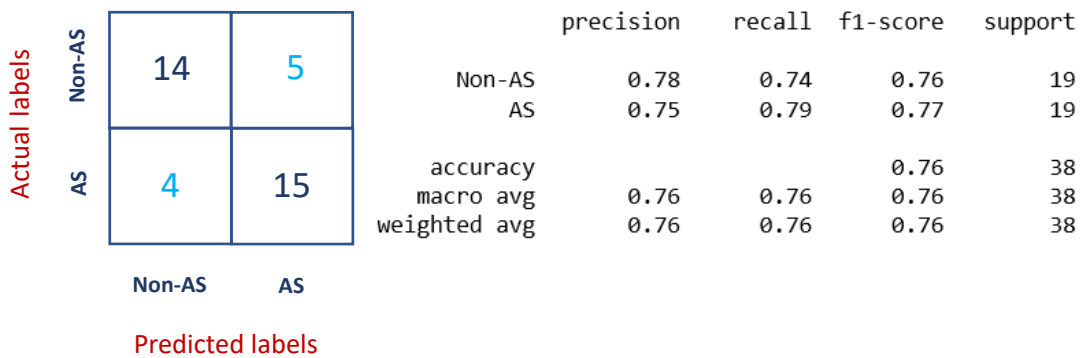 Actual labels
Non-AS
14 5
AS
4 15
Non-AS AS
Predicted labels
precision recall f1-score support
Non-AS 0.78 0.74 0.76 19
AS 0.75 0.79 0.77 19
accuracy 0.76 38
macro avg 0.76 0.76 0.76 38
weighted avg 0.76 0.76 0.76 38